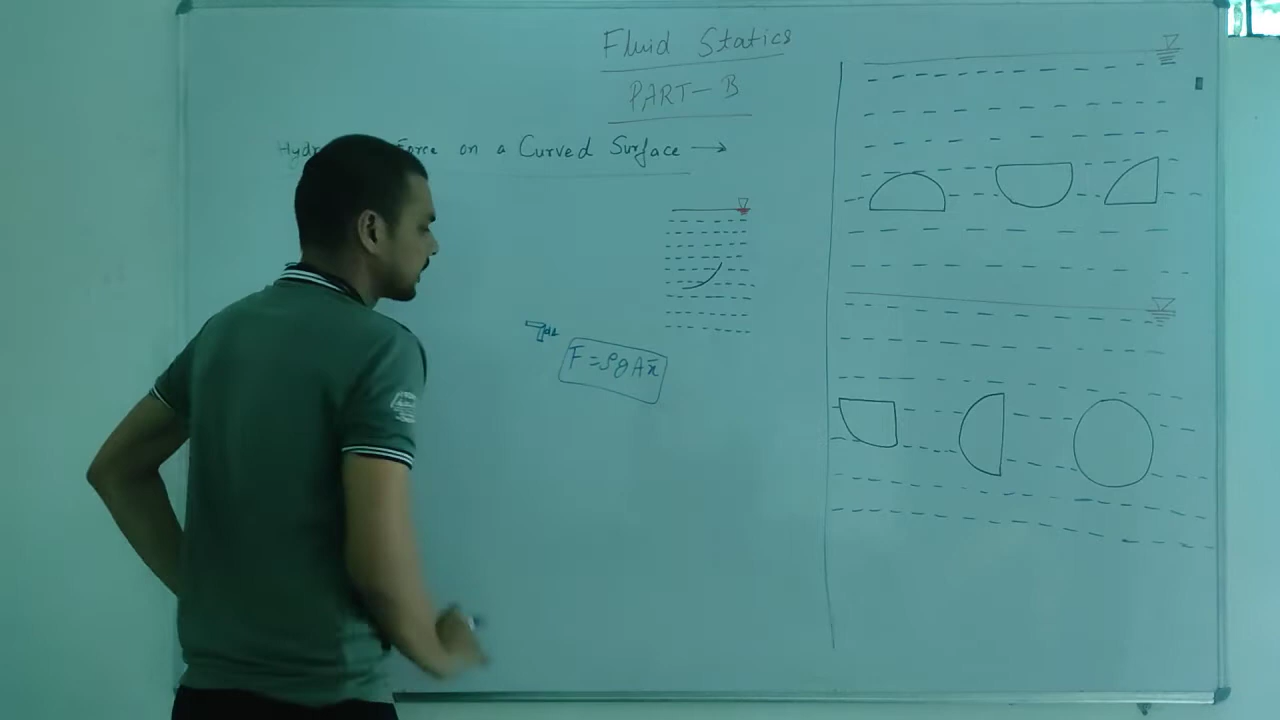 Fluid Statics
PART-B
Force on a Curved Surface →
F=ρgAx̄